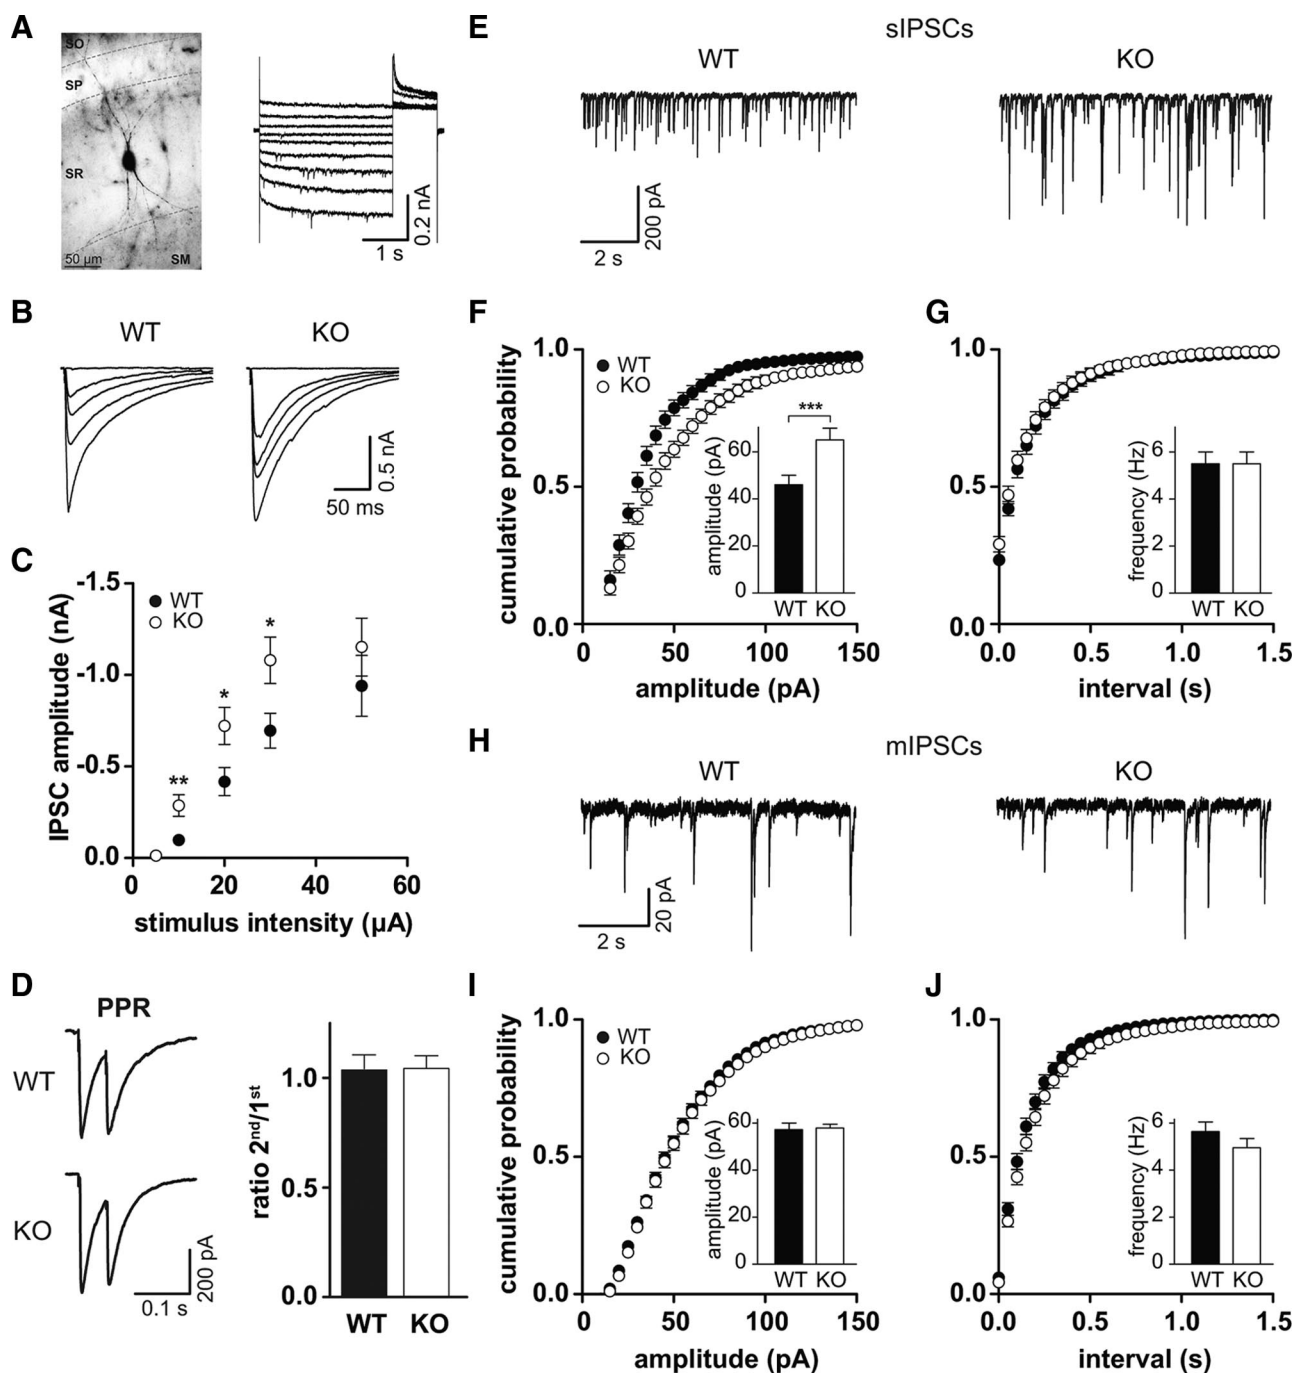 A
SO
SP
SR
50 µm
SM
1 s
0.2 nA
B
WT
KO
50 ms
0.5 nA
C
-1.5
-1.0
-0.5
0.0
IPSC amplitude (nA)
WT
KO
**
*
*
0
20
40
60
stimulus intensity (µA)
D
PPR
WT
KO
0.1 s
200 pA
ratio 2nd/1st
1.0
0.5
0.0
WT
KO
E
sIPSCs
WT
KO
2 s
200 pA
F
cumulative probability
1.0
0.5
0.0
WT
KO
***
amplitude (pA)
60
40
20
0
WT
KO
0
50
100
150
amplitude (pA)
G
1.0
0.5
0.0
frequency (Hz)
6
4
2
0
WT
KO
0.0
0.5
1.0
1.5
interval (s)
H
mIPSCs
WT
KO
2 s
20 pA
I
cumulative probability
1.0
0.5
0.0
WT
KO
amplitude (pA)
60
40
20
0
WT
KO
0
50
100
150
amplitude (pA)
J
1.0
0.5
0.0
frequency (Hz)
6
4
2
0
WT
KO
0.0
0.5
1.0
1.5
interval (s)